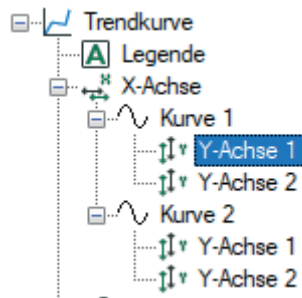 Trendkurve
Legende
X-Achse
Kurve 1
Y-Achse 1
Y-Achse 2
Kurve 2
Y-Achse 1
Y-Achse 2